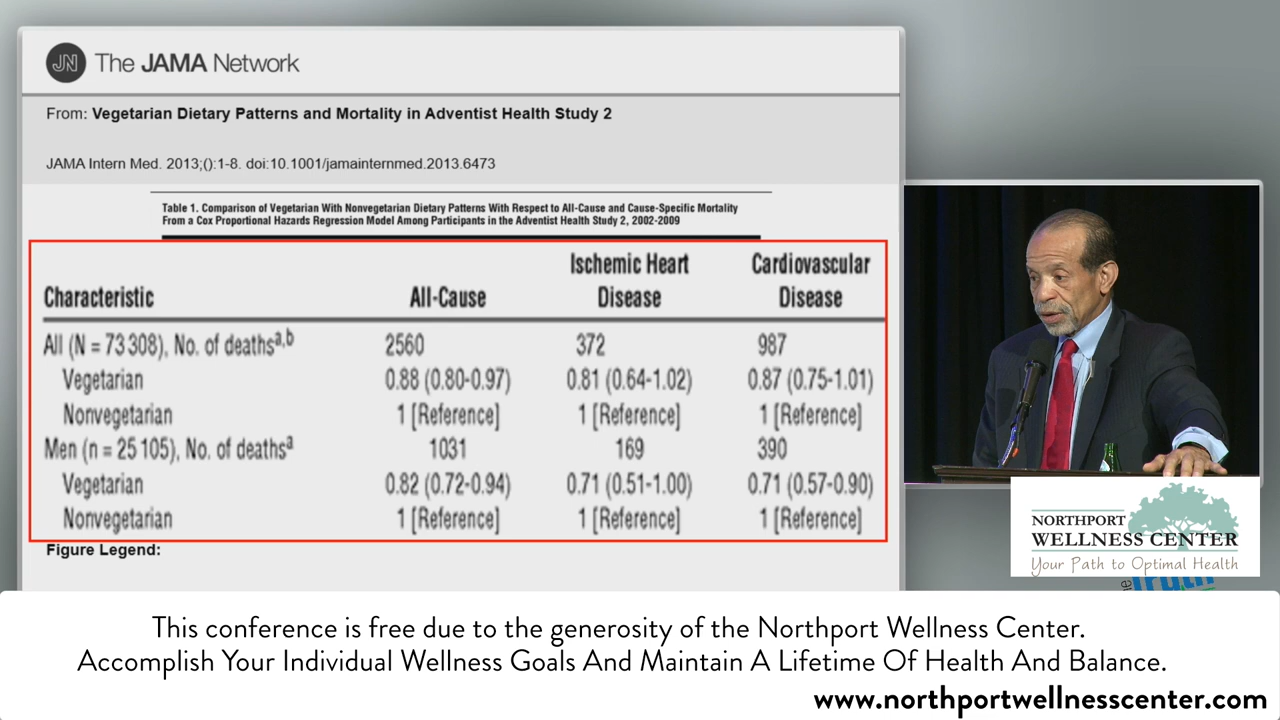 JN The JAMA Network
From: Vegetarian Dietary Patterns and Mortality in Adventist Health Study 2
JAMA Intern Med. 2013;():1-8. doi:10.1001/jamainternmed.2013.6473
Table 1. Comparison of Vegetarian With Nonvegetarian Dietary Patterns With Respect to All-Cause and Cause-Specific Mortality
From a Cox Proportional Hazards Regression Model Among Participants in the Adventist Health Study 2, 2002-2009
Ischemic Heart Cardiovascular
Characteristic All-Cause Disease Disease
All (N = 73 308), No. of deathsa,b 2560 372 987
Vegetarian 0.88 (0.80-0.97) 0.81 (0.64-1.02) 0.87 (0.75-1.01)
Nonvegetarian 1 [Reference] 1 [Reference] 1 [Reference]
Men (n = 25 105), No. of deathsa 1031 169 390
Vegetarian 0.82 (0.72-0.94) 0.71 (0.51-1.00) 0.71 (0.57-0.90)
Nonvegetarian 1 [Reference] 1 [Reference] 1 [Reference]
Figure Legend:
NORTHPORT
WELLNESS CENTER
Your Path to Optimal Health
Truth
This conference is free due to the generosity of the Northport Wellness Center.
Accomplish Your Individual Wellness Goals And Maintain A Lifetime Of Health And Balance.
www.northportwellnesscenter.com